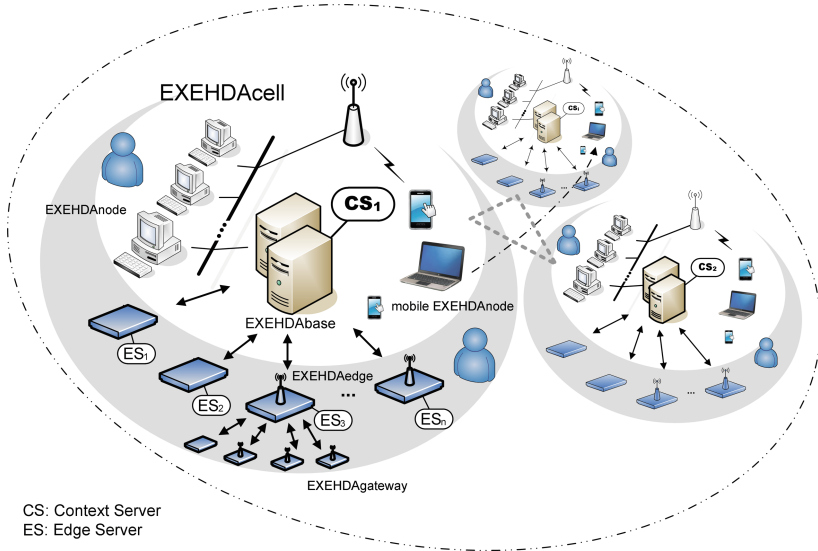 EXEHDAcell
CSₜ
CS₁
EXEHDAnode
CS₂
mobile EXEHDAnode
EXEHDAbase
ES₁
EXEHDAedge
...
...
...
ES₂
ES₃
ESₙ
EXEHDAgateway
CS: Context Server
ES: Edge Server